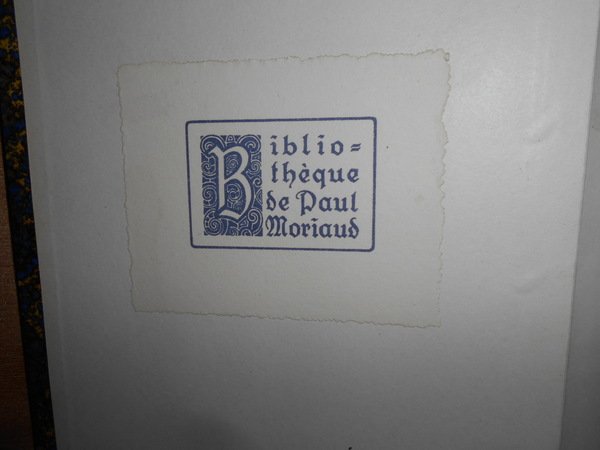 Biblio=
thèque
de Paul
Moriaud